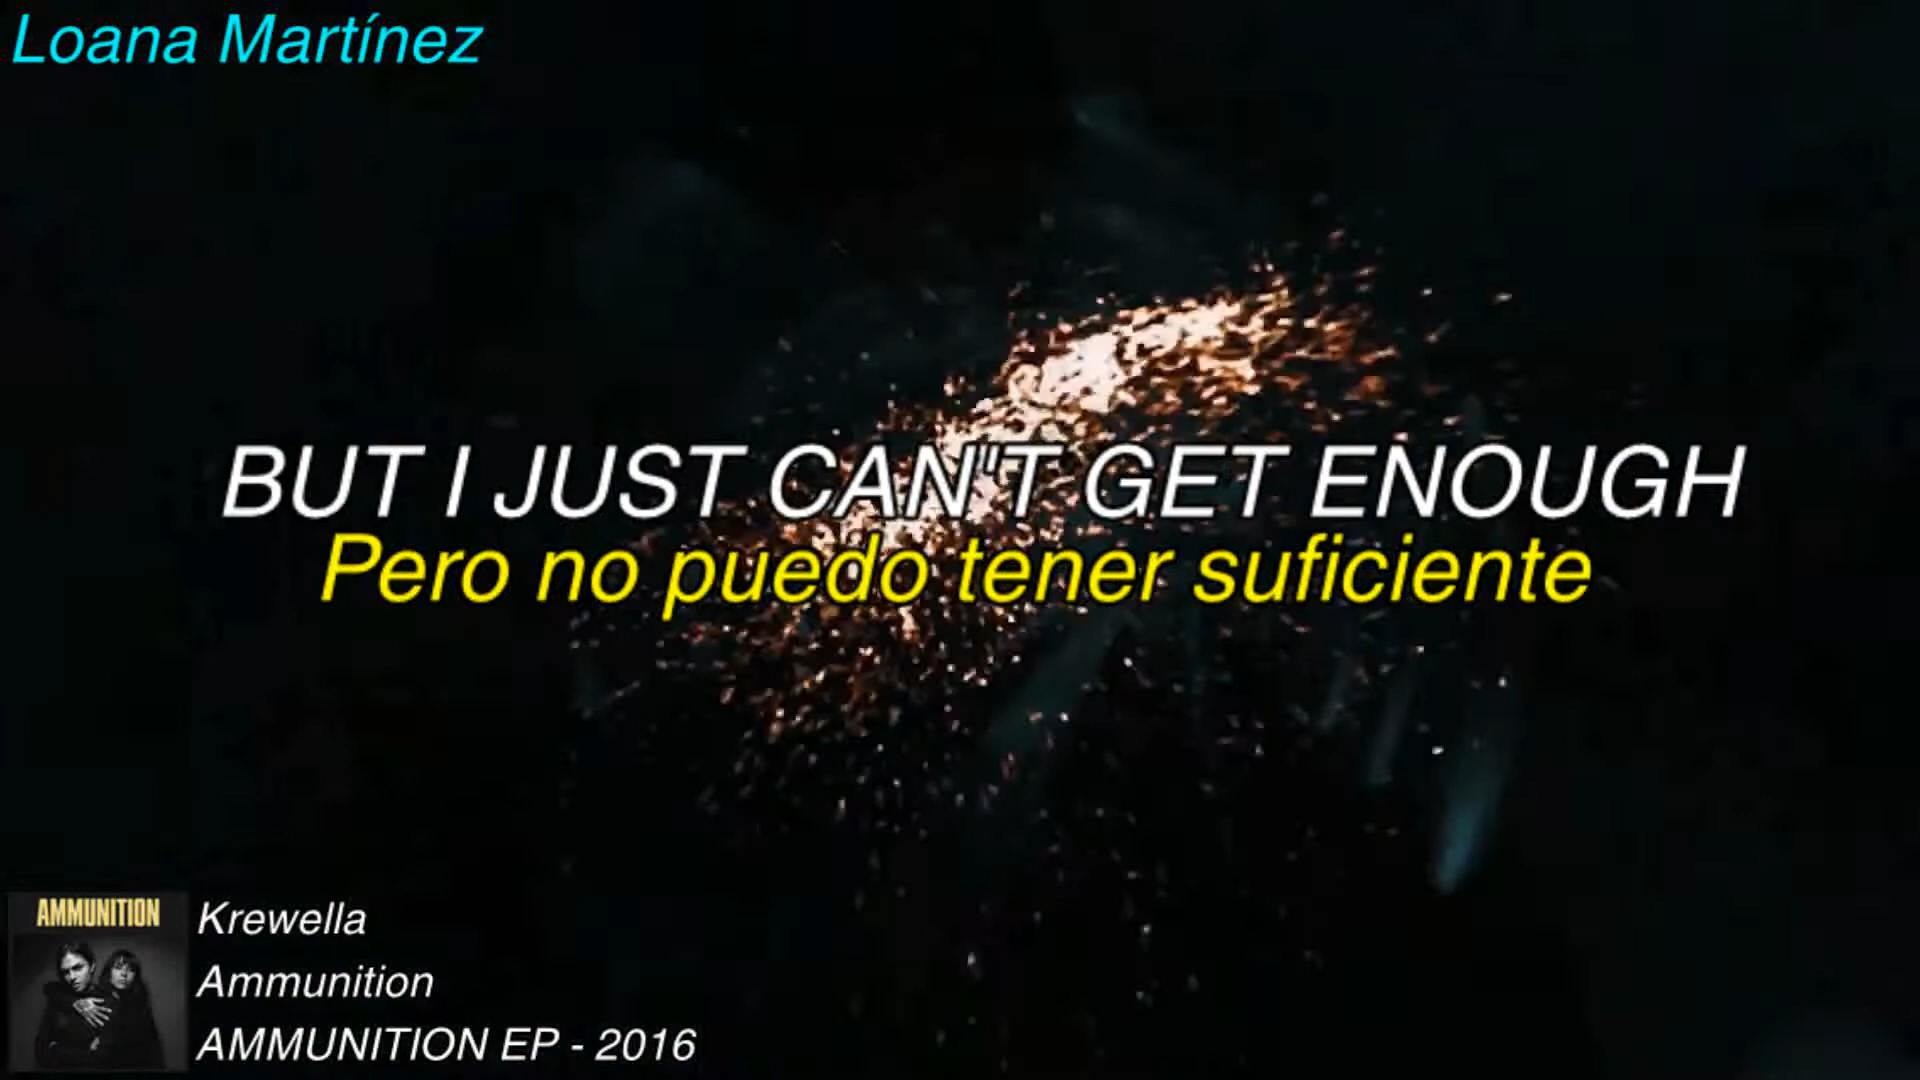 Loana Martínez
BUT I JUST CAN'T GET ENOUGH
Pero no puedo tener suficiente
AMMUNITION
Krewella
Ammunition
AMMUNITION EP - 2016